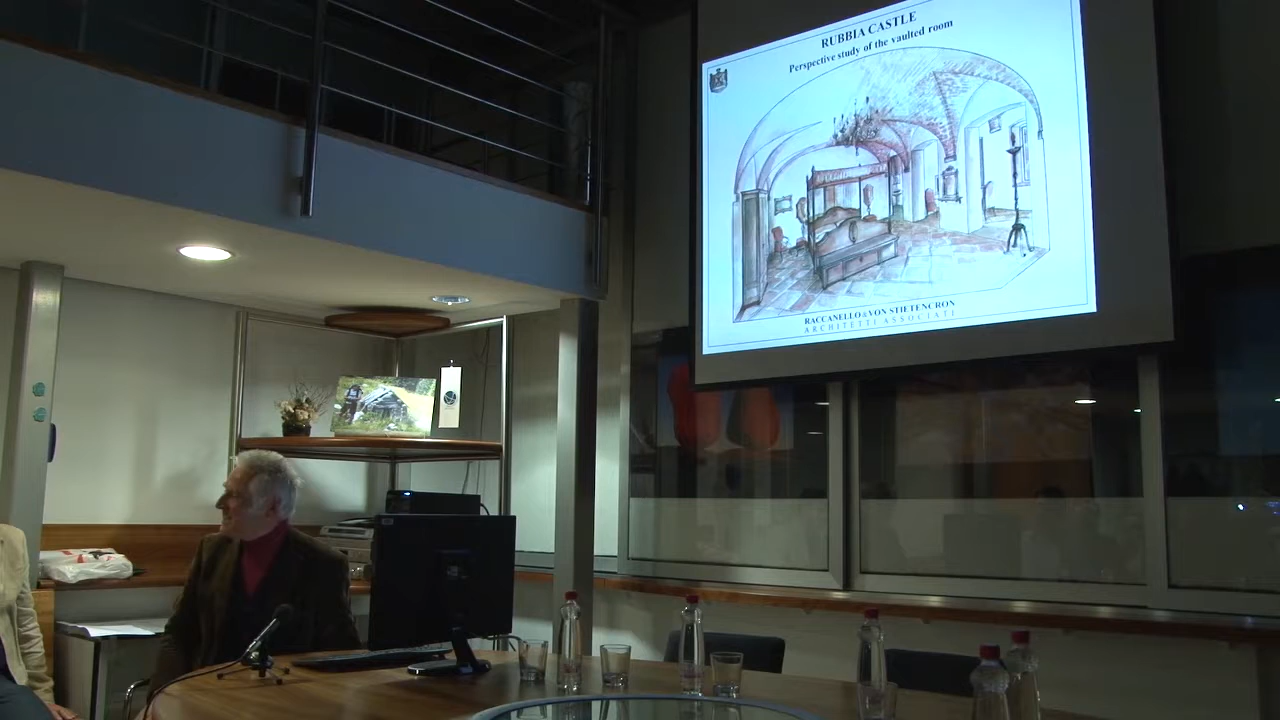 RUBBIA CASTLE
Perspective study of the vaulted room
RACCANELLO & VON STIETENCRON
ARCHITETTI ASSOCIATI